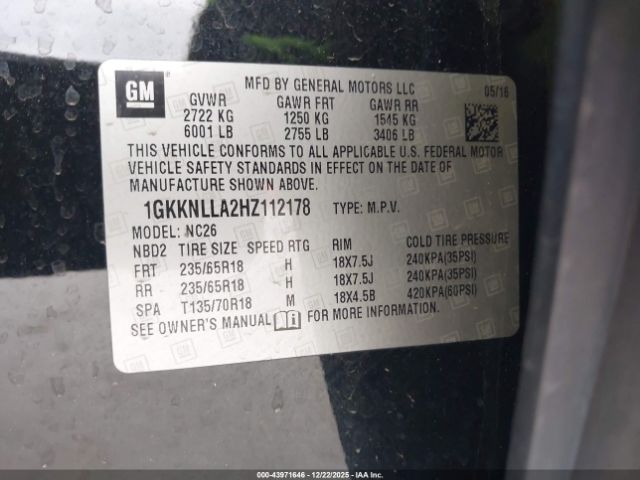 GM
MFD BY GENERAL MOTORS LLC 05/16
GVWR GAWR FRT GAWR RR
2722 KG 1250 KG 1545 KG
6001 LB 2755 LB 3406 LB
THIS VEHICLE CONFORMS TO ALL APPLICABLE U.S. FEDERAL MOTOR
VEHICLE SAFETY STANDARDS IN EFFECT ON THE DATE OF
MANUFACTURE SHOWN ABOVE.
1GKKNLLA2HZ112178 TYPE: M.P.V.
MODEL: NC26
NBD2 TIRE SIZE SPEED RTG RIM COLD TIRE PRESSURE
FRT 235/65R18 H 18X7.5J 240KPA(35PSI)
RR 235/65R18 H 18X7.5J 240KPA(35PSI)
SPA T135/70R18 M 18X4.5B 420KPA(60PSI)
SEE OWNER'S MANUAL FOR MORE INFORMATION.
000-43971646 - 12/22/2025 - IAA Inc.